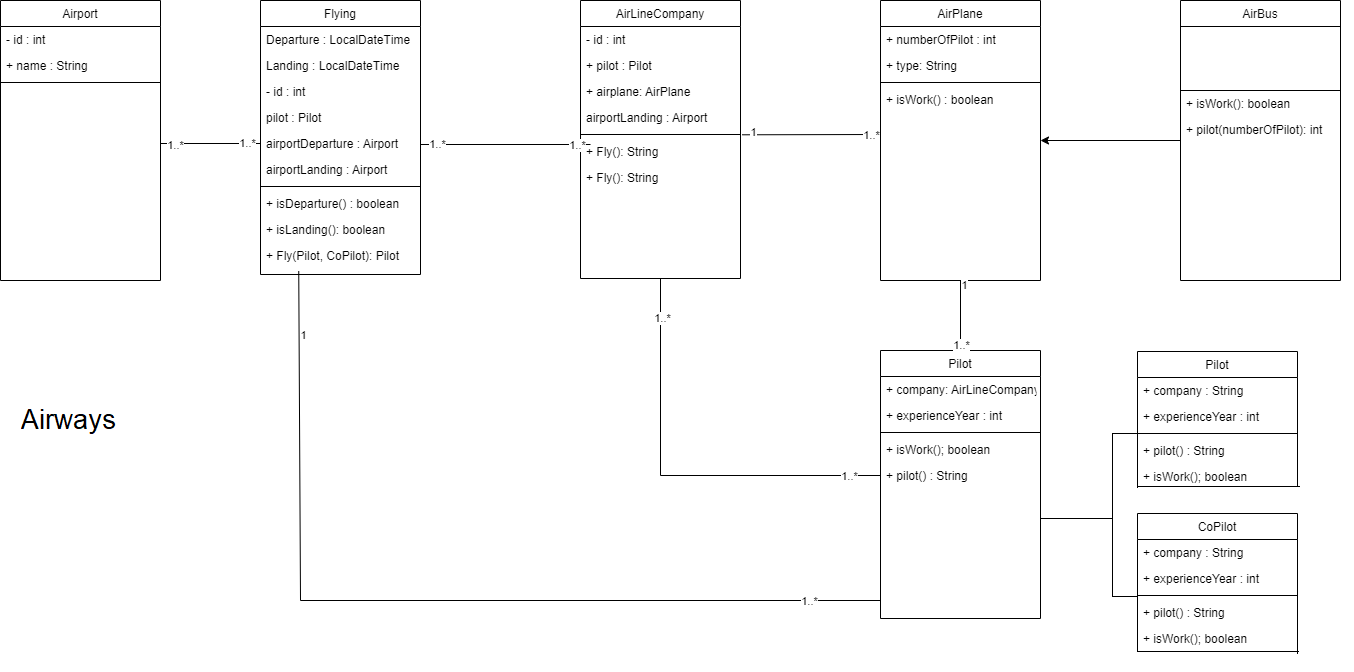 Airport
- id : int
+ name : String
1..*
1..*
Flying
Departure : LocalDateTime
Landing : LocalDateTime
- id : int
pilot : Pilot
airportDeparture : Airport
airportLanding : Airport
+ isDeparture() : boolean
+ isLanding(): boolean
+ Fly(Pilot, CoPilot): Pilot
1..*
1..*
AirLineCompany
- id : int
+ pilot : Pilot
+ airplane: AirPlane
airportLanding : Airport
+ Fly(): String
+ Fly(): String
1
1..*
AirPlane
+ numberOfPilot : int
+ type: String
+ isWork() : boolean
AirBus
+ isWork(): boolean
+ pilot(numberOfPilot): int
1
1..*
1..*
1..*
1
1..*
Pilot
+ company: AirLineCompany
+ experienceYear : int
+ isWork(); boolean
+ pilot() : String
Pilot
+ company : String
+ experienceYear : int
+ pilot() : String
+ isWork(); boolean
CoPilot
+ company : String
+ experienceYear : int
+ pilot() : String
+ isWork(); boolean
Airways